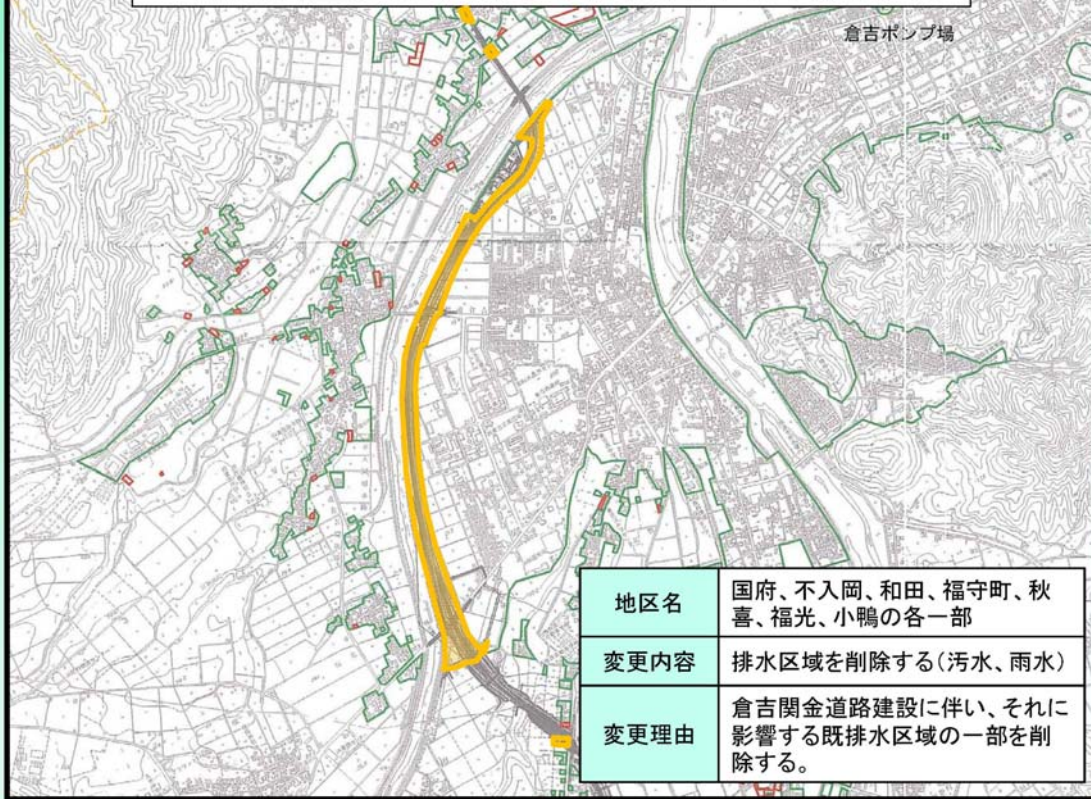 倉吉ポンプ場
地区名
国府、不入岡、和田、福守町、秋
喜、福光、小鴨の各一部
変更内容
排水区域を削除する(汚水、雨水)
変更理由
倉吉関金道路建設に伴い、それに
影響する既排水区域の一部を削
除する。